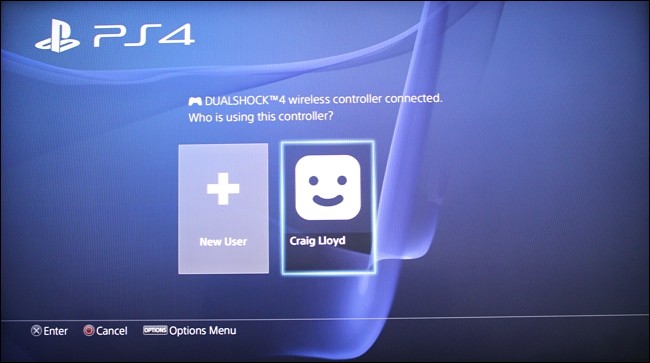 PS4
DUALSHOCK™4 wireless controller connected.
Who is using this controller?
New User
Craig Lloyd
Enter
Cancel
OPTIONS Options Menu